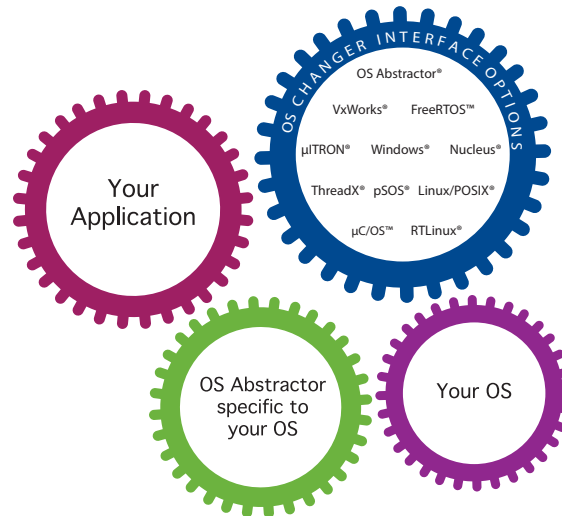 OS CHANGER INTERFACE OPTIONS
OS Abstractor®
VxWorks® FreeRTOS™
µITRON® Windows® Nucleus®
ThreadX® pSOS® Linux/POSIX®
µC/OS™ RTLinux®
Your
Application
OS Abstractor
specific to
your OS
Your OS